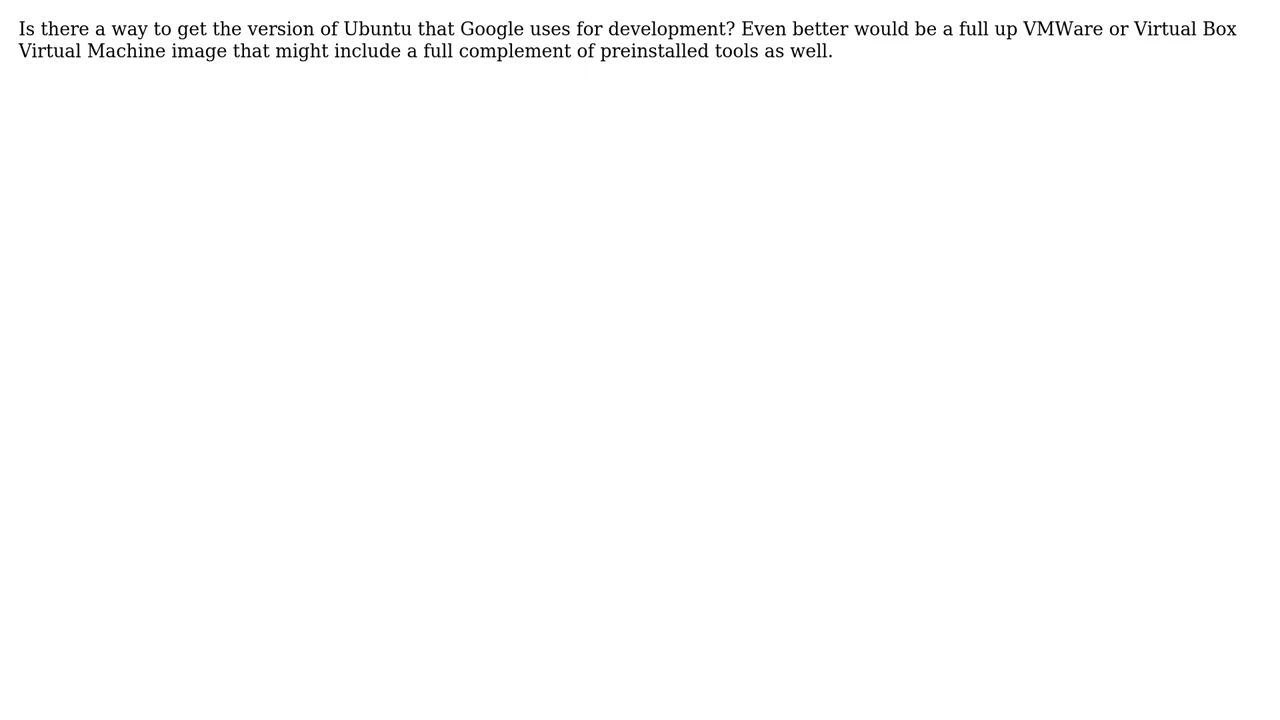 Is there a way to get the version of Ubuntu that Google uses for development? Even better would be a full up VMWare or Virtual Box
Virtual Machine image that might include a full complement of preinstalled tools as well.